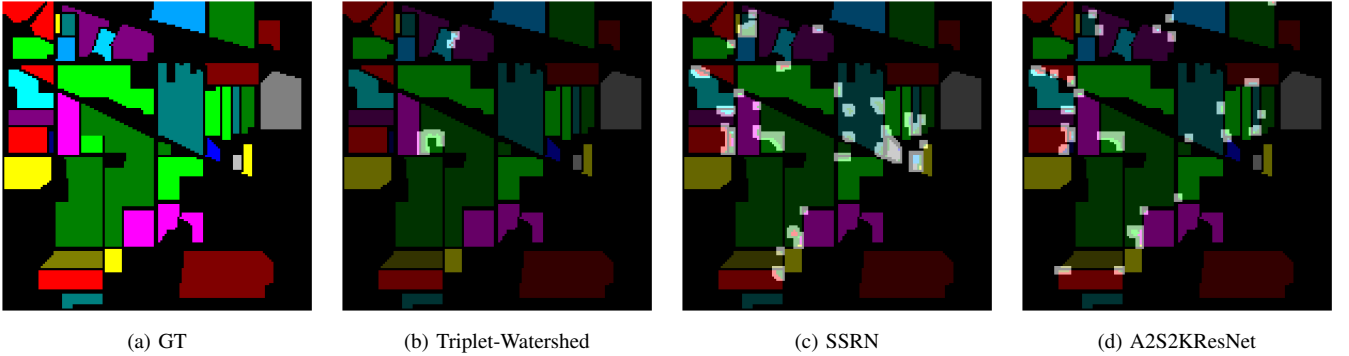 (a) GT
(b) Triplet-Watershed
(c) SSRN
(d) A2S2KResNet